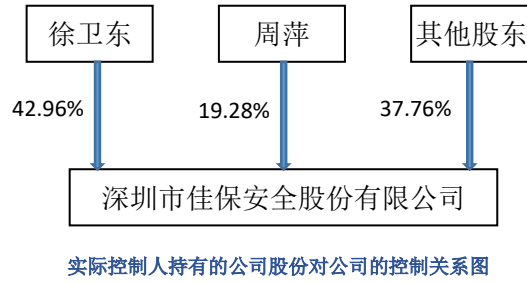 徐卫东
周萍
其他股东
42.96%
19.28%
37.76%
深圳市佳保安全股份有限公司
实际控制人持有的公司股份对公司的控制关系图